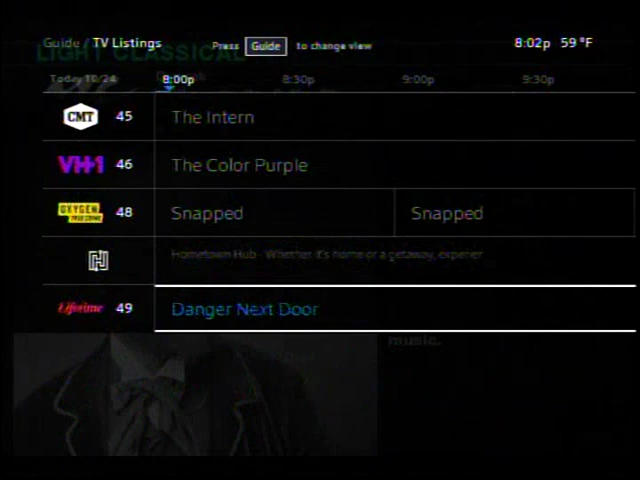 LIGHT CLASSICAL
Guide / TV Listings
Press Guide to change view
8:02p 59°F
Today 10/24 8:00p 8:30p 9:00p 9:30p
CMT 45 The Intern
VH1 46 The Color Purple
OXYGEN TRUE CRIME 48 Snapped Snapped
H Hometown Hub - Whether it's home or a getaway, experier
Lifetime 49 Danger Next Door
music.